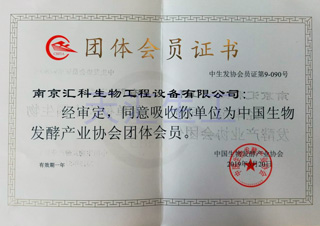 团体会员证书
中生发协会员证第9-090号
南京汇科生物工程设备有限公司：
经审定，同意吸收你单位为中国生物
发酵产业协会团体会员。
中国生物发酵产业协会
有效期一年